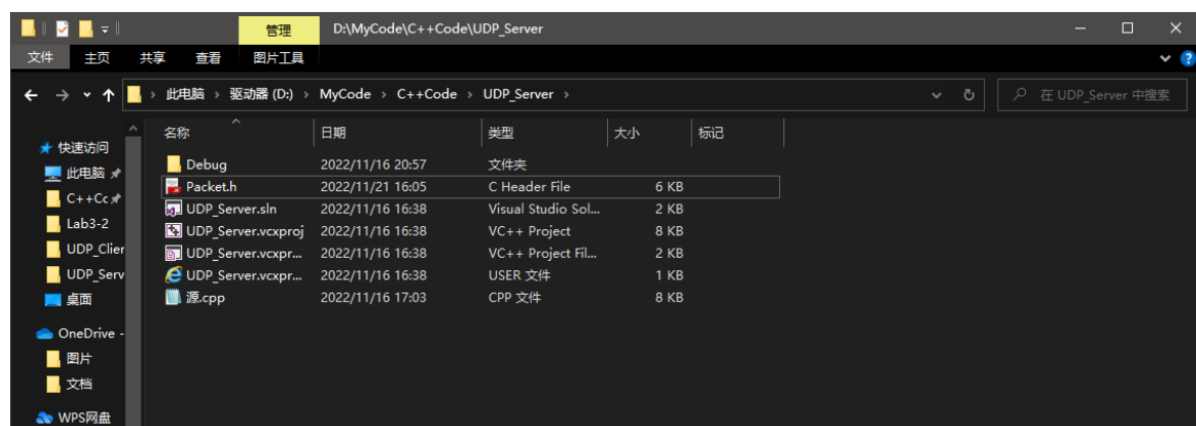 管理 D:\MyCode\C++Code\UDP_Server
文件 主页 共享 查看 图片工具
此电脑 › 驱动器 (D:) › MyCode › C++Code › UDP_Server ›
在 UDP_Server 中搜索
名称 日期 类型 大小 标记
快速访问
此电脑
C++Cc
Lab3-2
UDP_Clier
UDP_Serv
桌面
OneDrive -
图片
文档
WPS网盘
Debug 2022/11/16 20:57 文件夹
Packet.h 2022/11/21 16:05 C Header File 6 KB
UDP_Server.sln 2022/11/16 16:38 Visual Studio Sol... 2 KB
UDP_Server.vcxproj 2022/11/16 16:38 VC++ Project 8 KB
UDP_Server.vcxpr... 2022/11/16 16:38 VC++ Project Fil... 2 KB
UDP_Server.vcxpr... 2022/11/16 16:38 USER 文件 1 KB
源.cpp 2022/11/16 17:03 CPP 文件 8 KB